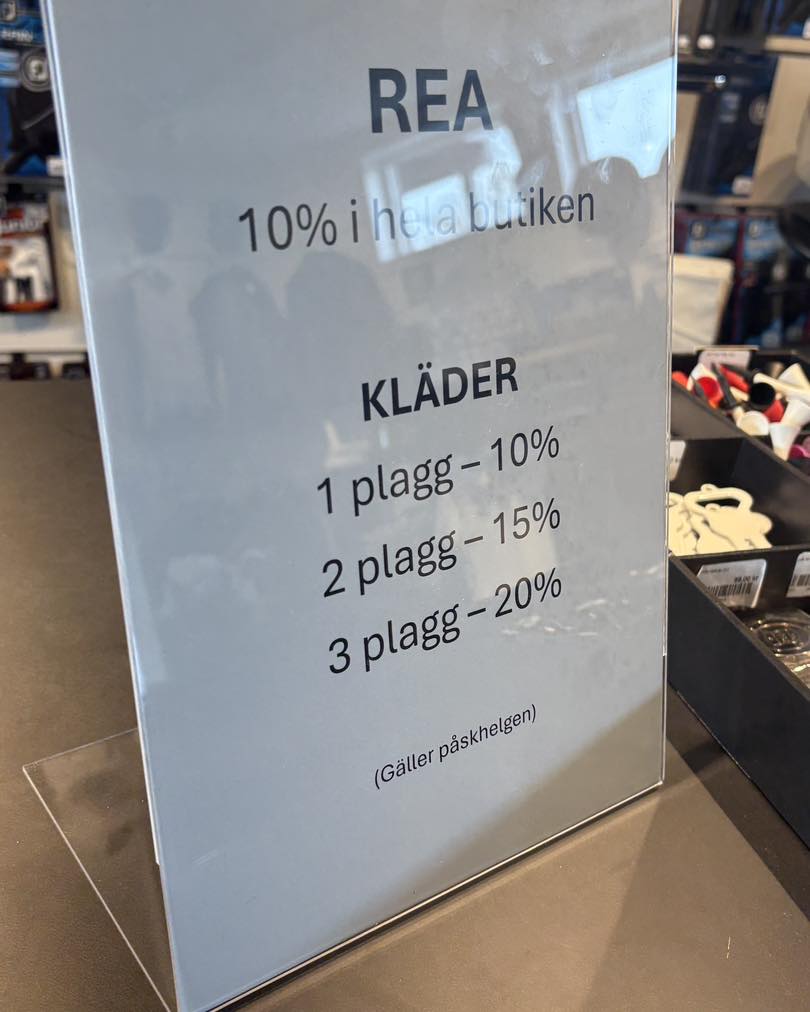 REA
10% i hela butiken
KLÄDER
1 plagg – 10%
2 plagg – 15%
3 plagg – 20%
(Gäller påskhelgen)